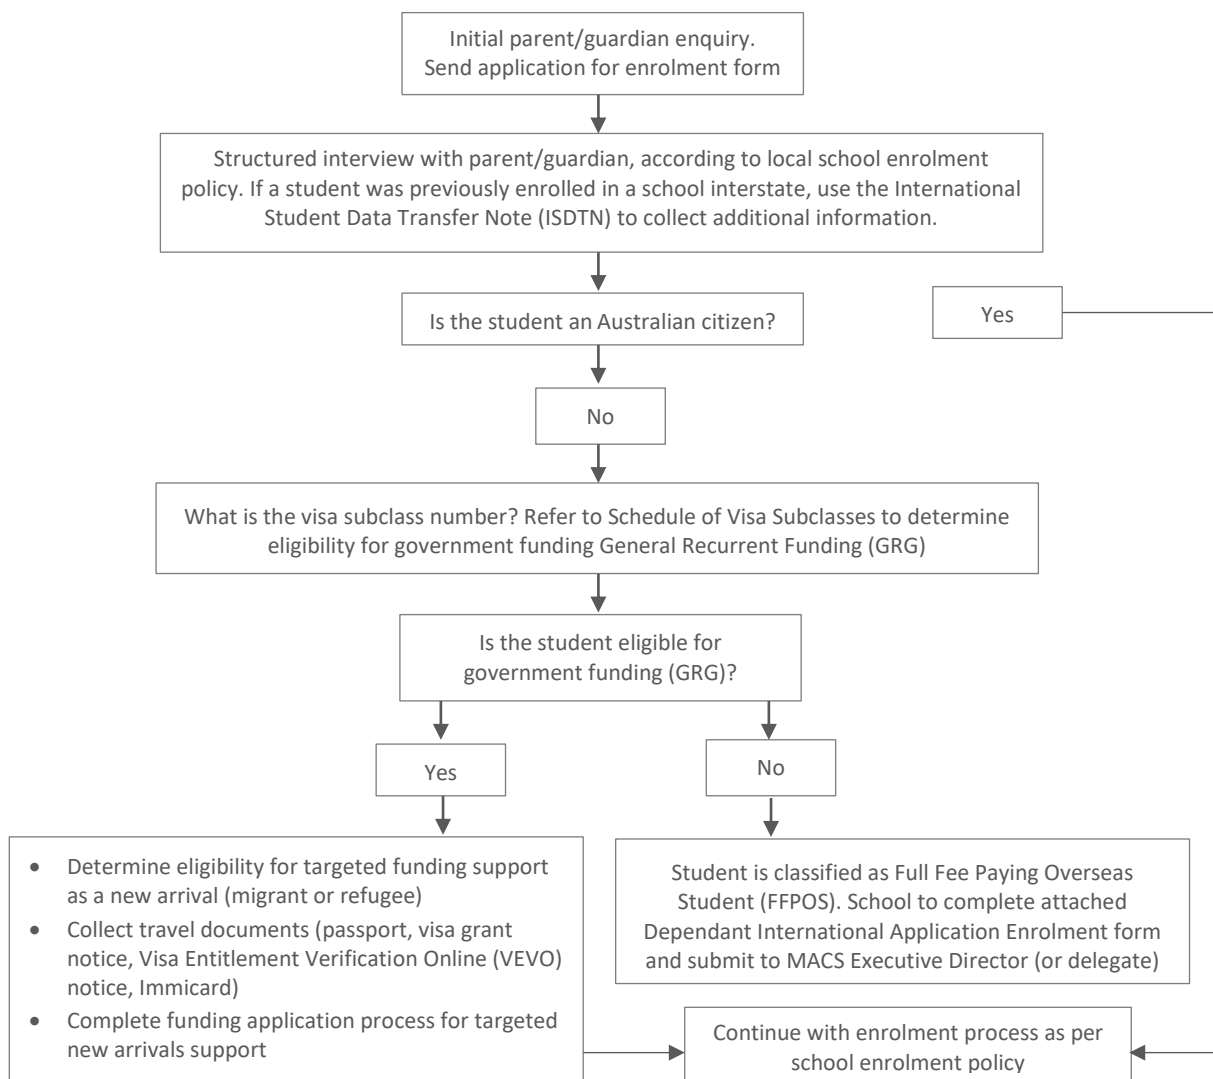 Initial parent/guardian enquiry.
Send application for enrolment form
Structured interview with parent/guardian, according to local school enrolment
policy. If a student was previously enrolled in a school interstate, use the International
Student Data Transfer Note (ISDTN) to collect additional information.
Is the student an Australian citizen?
Yes
No
What is the visa subclass number? Refer to Schedule of Visa Subclasses to determine
eligibility for government funding General Recurrent Funding (GRG)
Is the student eligible for
government funding (GRG)?
Yes
No
• Determine eligibility for targeted funding support
as a new arrival (migrant or refugee)
• Collect travel documents (passport, visa grant
notice, Visa Entitlement Verification Online (VEVO)
notice, Immicard)
• Complete funding application process for targeted
new arrivals support
Student is classified as Full Fee Paying Overseas
Student (FFPOS). School to complete attached
Dependant International Application Enrolment form
and submit to MACS Executive Director (or delegate)
Continue with enrolment process as per
school enrolment policy